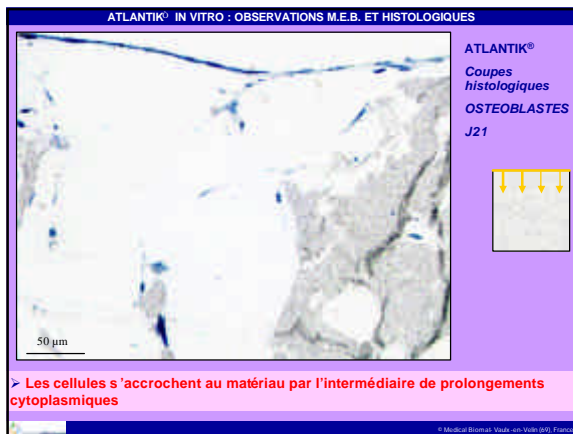 ATLANTIK® IN VITRO : OBSERVATIONS M.E.B. ET HISTOLOGIQUES
ATLANTIK®
Coupes
histologiques
OSTEOBLASTES
J21
50 µm
➢ Les cellules s ’accrochent au matériau par l’intermédiaire de prolongements
cytoplasmiques
© Medical Biomat- Vaulx -en-Velin (69), France